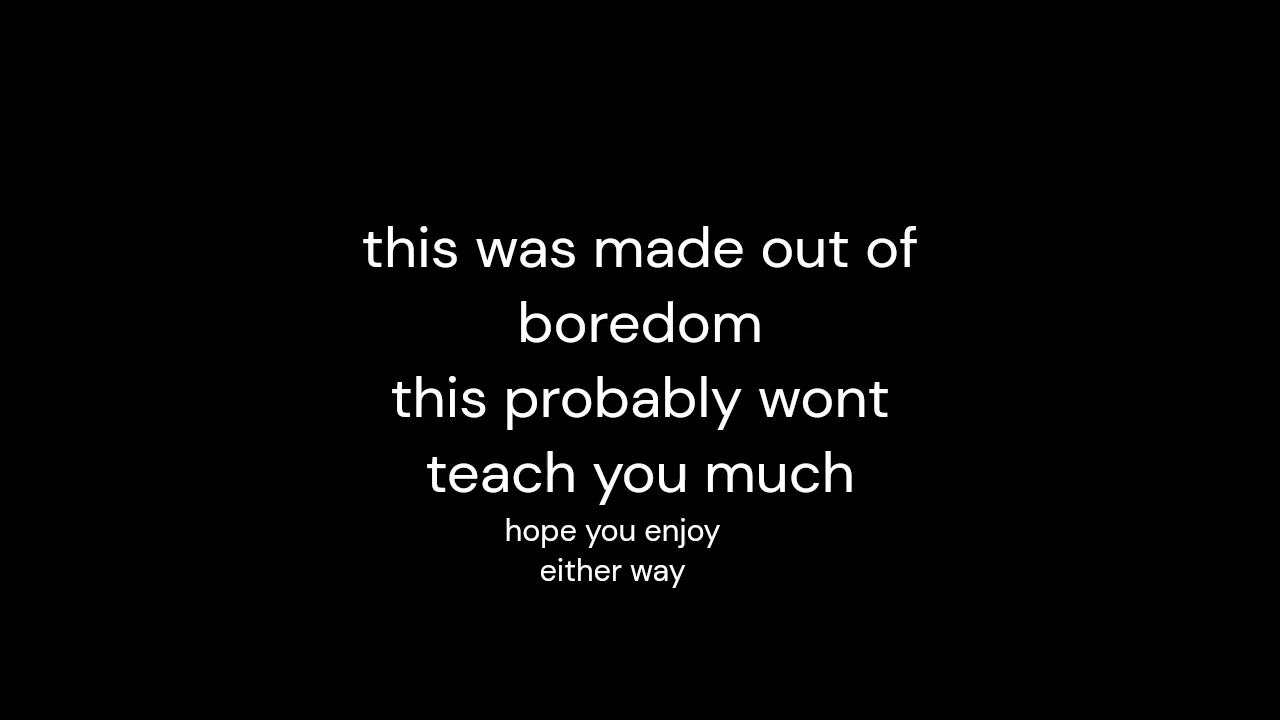 this was made out of
boredom
this probably wont
teach you much
hope you enjoy
either way